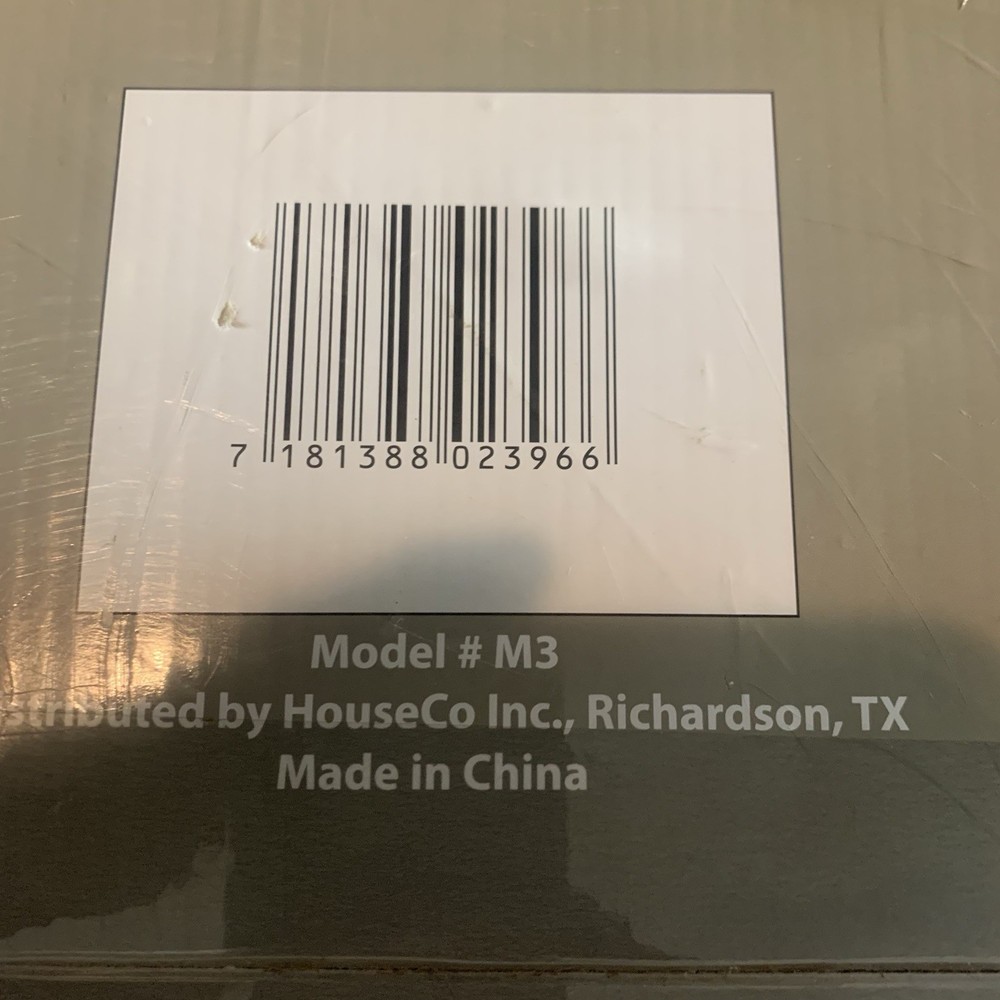 7 181388 023966
Model # M3
stributed by HouseCo Inc., Richardson, TX
Made in China